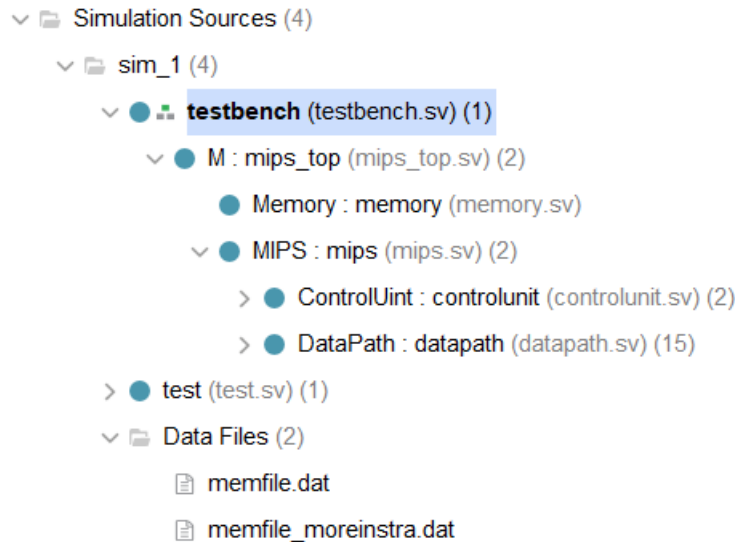 Simulation Sources (4)
sim_1 (4)
testbench (testbench.sv) (1)
M : mips_top (mips_top.sv) (2)
Memory : memory (memory.sv)
MIPS : mips (mips.sv) (2)
ControlUint : controlunit (controlunit.sv) (2)
DataPath : datapath (datapath.sv) (15)
test (test.sv) (1)
Data Files (2)
memfile.dat
memfile_moreinstra.dat